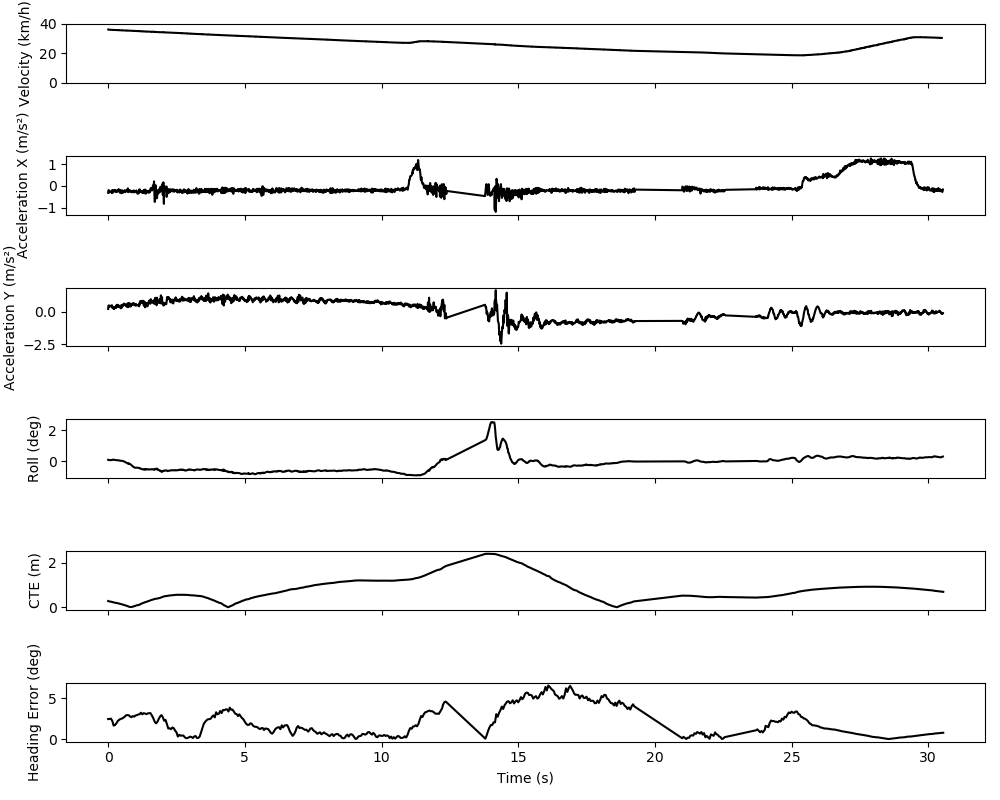 Velocity (km/h)
40
20
0
Acceleration X (m/s²)
1
0
−1
Acceleration Y (m/s²)
0.0
−2.5
Roll (deg)
2
0
CTE (m)
2
0
Heading Error (deg)
5
0
0 5 10 15 20 25 30
Time (s)